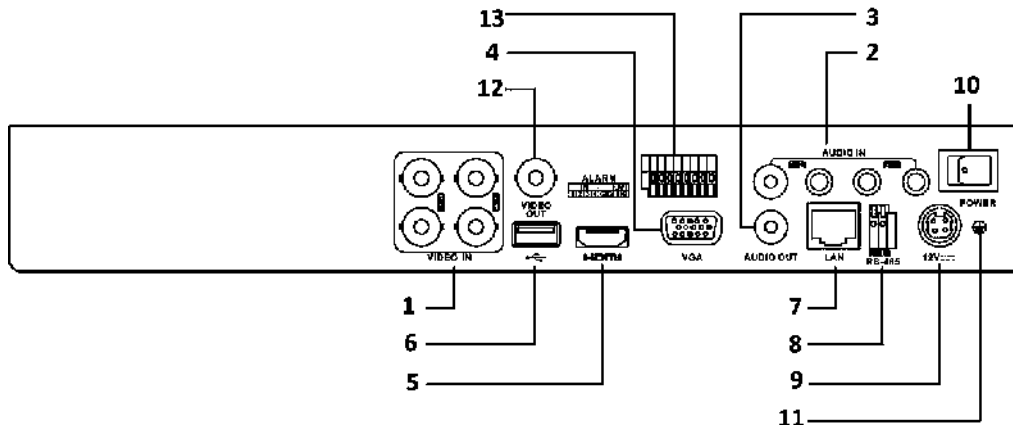 13
3
4
2
12
10
ALARM
AUDIO IN
VIDEO
OUT
POWER
VIDEO IN
VGA
AUDIO OUT
LAN
RS-485
12V
1
7
6
8
5
9
11